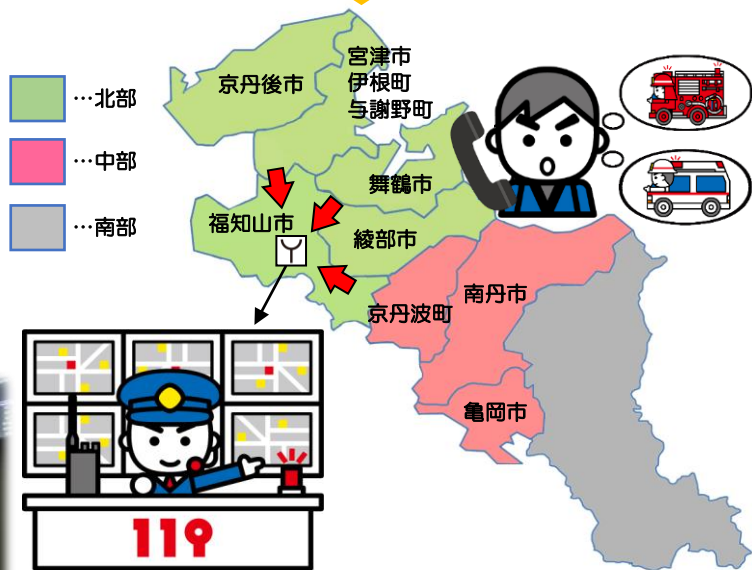 …北部
…中部
…南部
京丹後市
宮津市
伊根町
与謝野町
舞鶴市
福知山市
綾部市
京丹波町
南丹市
亀岡市
119